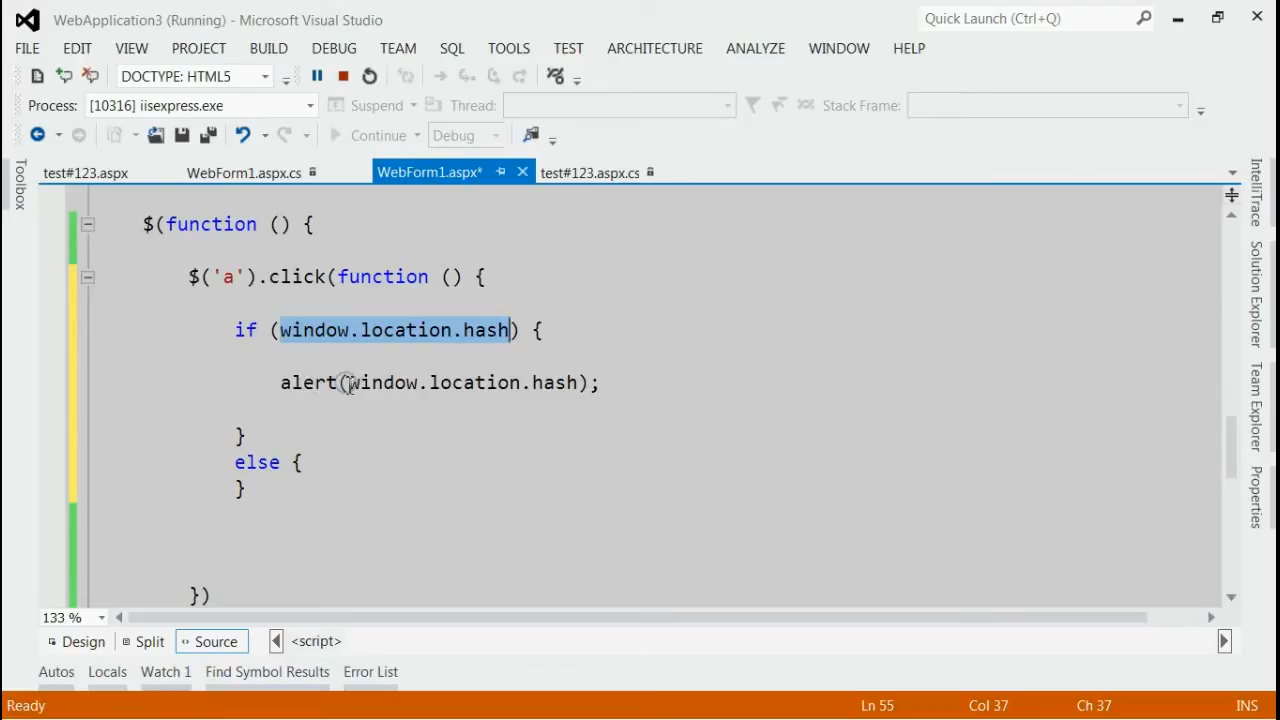 WebApplication3 (Running) - Microsoft Visual Studio
Quick Launch (Ctrl+Q)
FILE EDIT VIEW PROJECT BUILD DEBUG TEAM SQL TOOLS TEST ARCHITECTURE ANALYZE WINDOW HELP
DOCTYPE: HTML5
Process: [10316] iisexpress.exe Suspend Thread: Stack Frame:
Continue Debug
test#123.aspx WebForm1.aspx.cs WebForm1.aspx* test#123.aspx.cs
Toolbox
$(function () {
$('a').click(function () {
if (window.location.hash) {
alert(window.location.hash);
}
else {
}
})
IntelliTrace
Solution Explorer
Team Explorer
Properties
133 %
Design Split Source <script>
Autos Locals Watch 1 Find Symbol Results Error List
Ready Ln 55 Col 37 Ch 37 INS